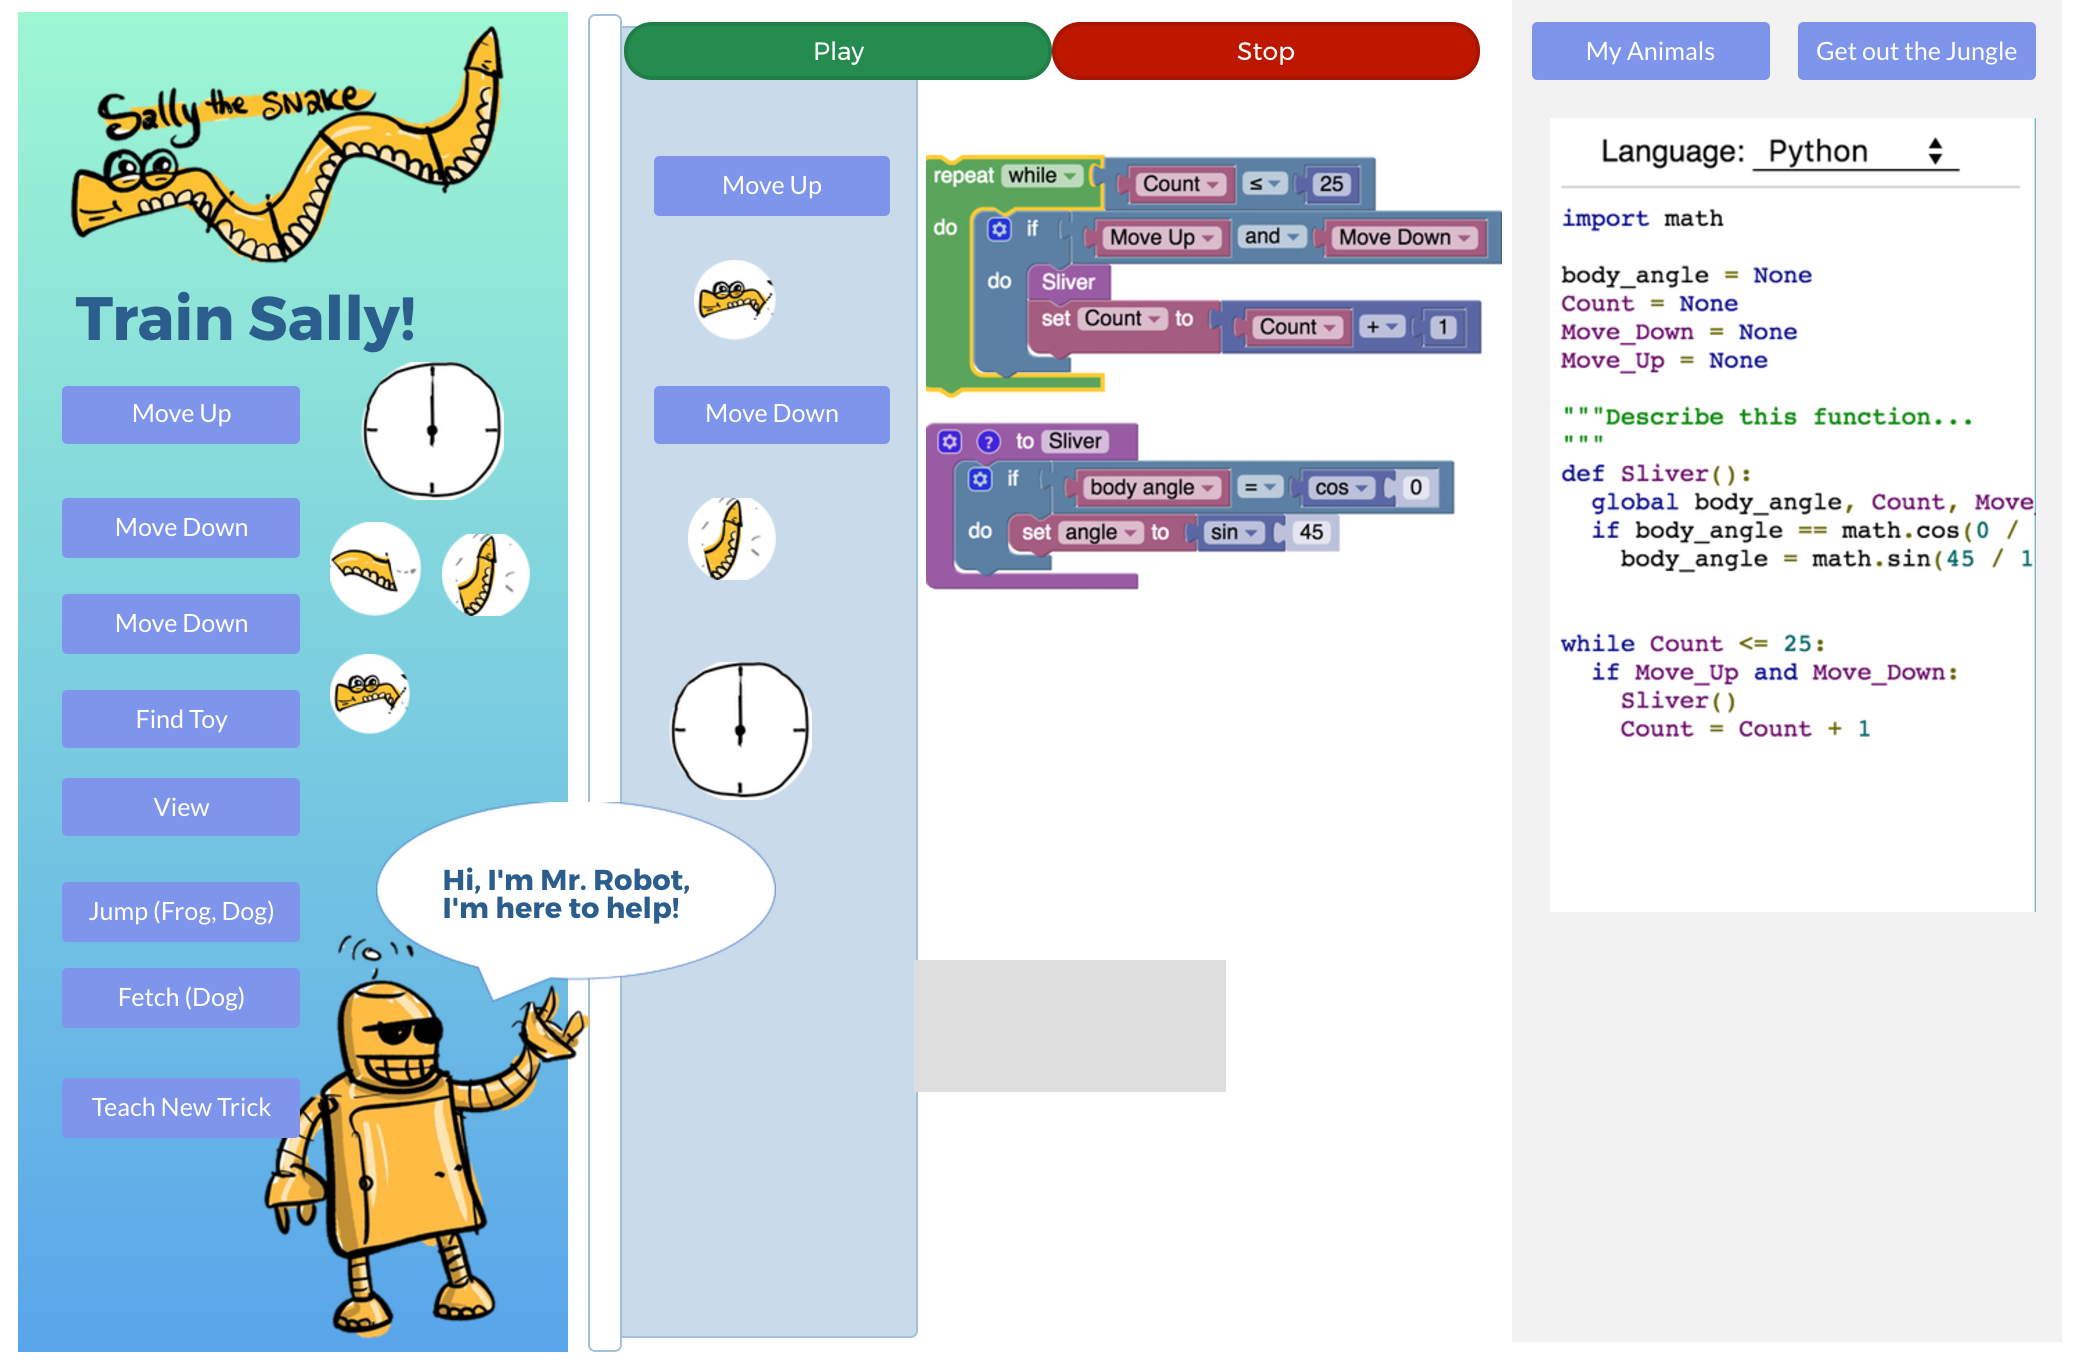 Sally the SNAKE
Train Sally!
Move Up
Move Down
Move Down
Find Toy
View
Jump (Frog, Dog)
Fetch (Dog)
Teach New Trick
Hi, I'm Mr. Robot,
I'm here to help!
Play
Stop
Move Up
Move Down
repeat while Count ≤ 25
do if Move Up and Move Down
do Sliver
set Count to Count + 1
? to Sliver
if body angle = cos 0
do set angle to sin 45
My Animals
Get out the Jungle
Language: Python
import math
body_angle = None
Count = None
Move_Down = None
Move_Up = None
"""Describe this function...
"""
def Sliver():
global body_angle, Count, Move_
if body_angle == math.cos(0 /
body_angle = math.sin(45 / 1
while Count <= 25:
if Move_Up and Move_Down:
Sliver()
Count = Count + 1